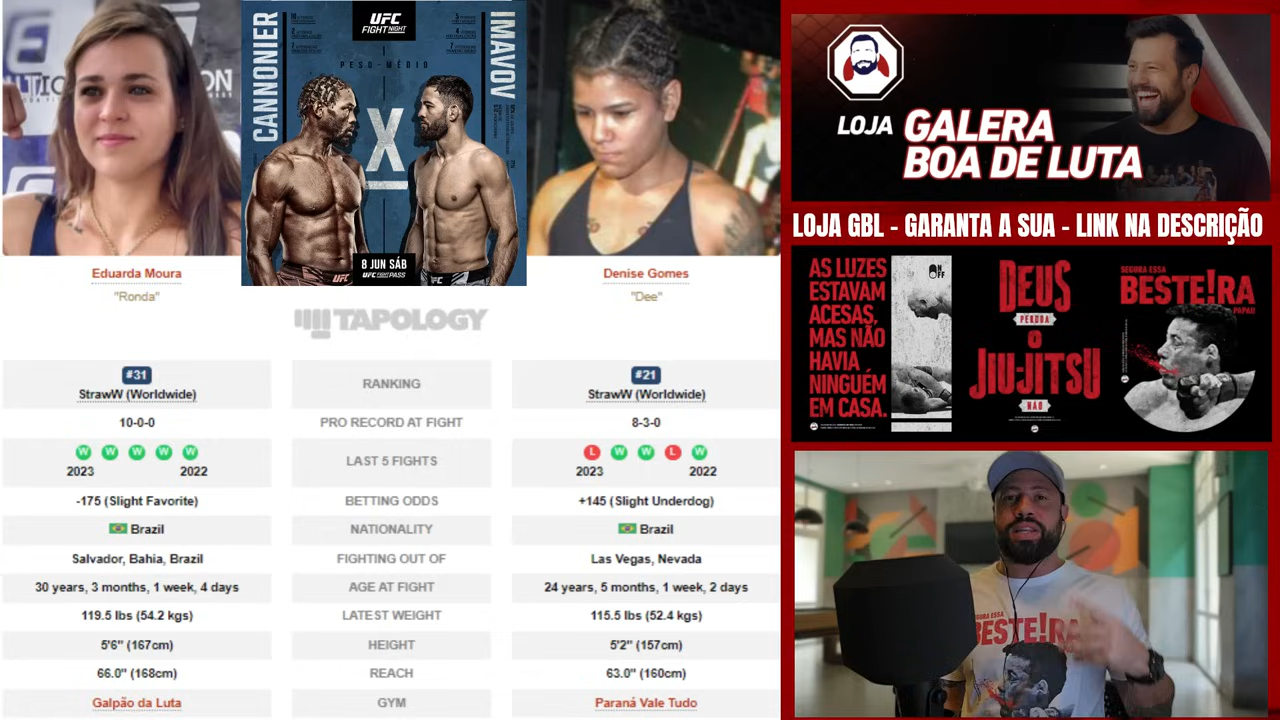 CANNONIER
UFC
FIGHT NIGHT
PESO-MÉDIO
IMAVOV
X
8 JUN SÁB
UFC
UFC FIGHT PASS
Eduarda Moura
"Ronda"
Denise Gomes
"Dee"
TAPOLOGY
#31
StrawW (Worldwide)
RANKING
#21
StrawW (Worldwide)
10-0-0
PRO RECORD AT FIGHT
8-3-0
W W W W W
2023 2022
LAST 5 FIGHTS
L W W L W
2023 2022
-175 (Slight Favorite)
BETTING ODDS
+145 (Slight Underdog)
Brazil
NATIONALITY
Brazil
Salvador, Bahia, Brazil
FIGHTING OUT OF
Las Vegas, Nevada
30 years, 3 months, 1 week, 4 days
AGE AT FIGHT
24 years, 5 months, 1 week, 2 days
119.5 lbs (54.2 kgs)
LATEST WEIGHT
115.5 lbs (52.4 kgs)
5'6" (167cm)
HEIGHT
5'2" (157cm)
66.0" (168cm)
REACH
63.0" (160cm)
Galpão da Luta
GYM
Paraná Vale Tudo
LOJA GALERA
BOA DE LUTA
LOJA GBL - GARANTA A SUA - LINK NA DESCRIÇÃO
AS LUZES
ESTAVAM
ACESAS,
MAS NÃO
HAVIA
NINGUÉM
EM CASA.
ON
OFF
DEUS
PERDOA
O
JIU-JITSU
NÃO
SEGURA ESSA
BESTE!RA
PAPAI!
SEGURA ESSA
BESTE!RA